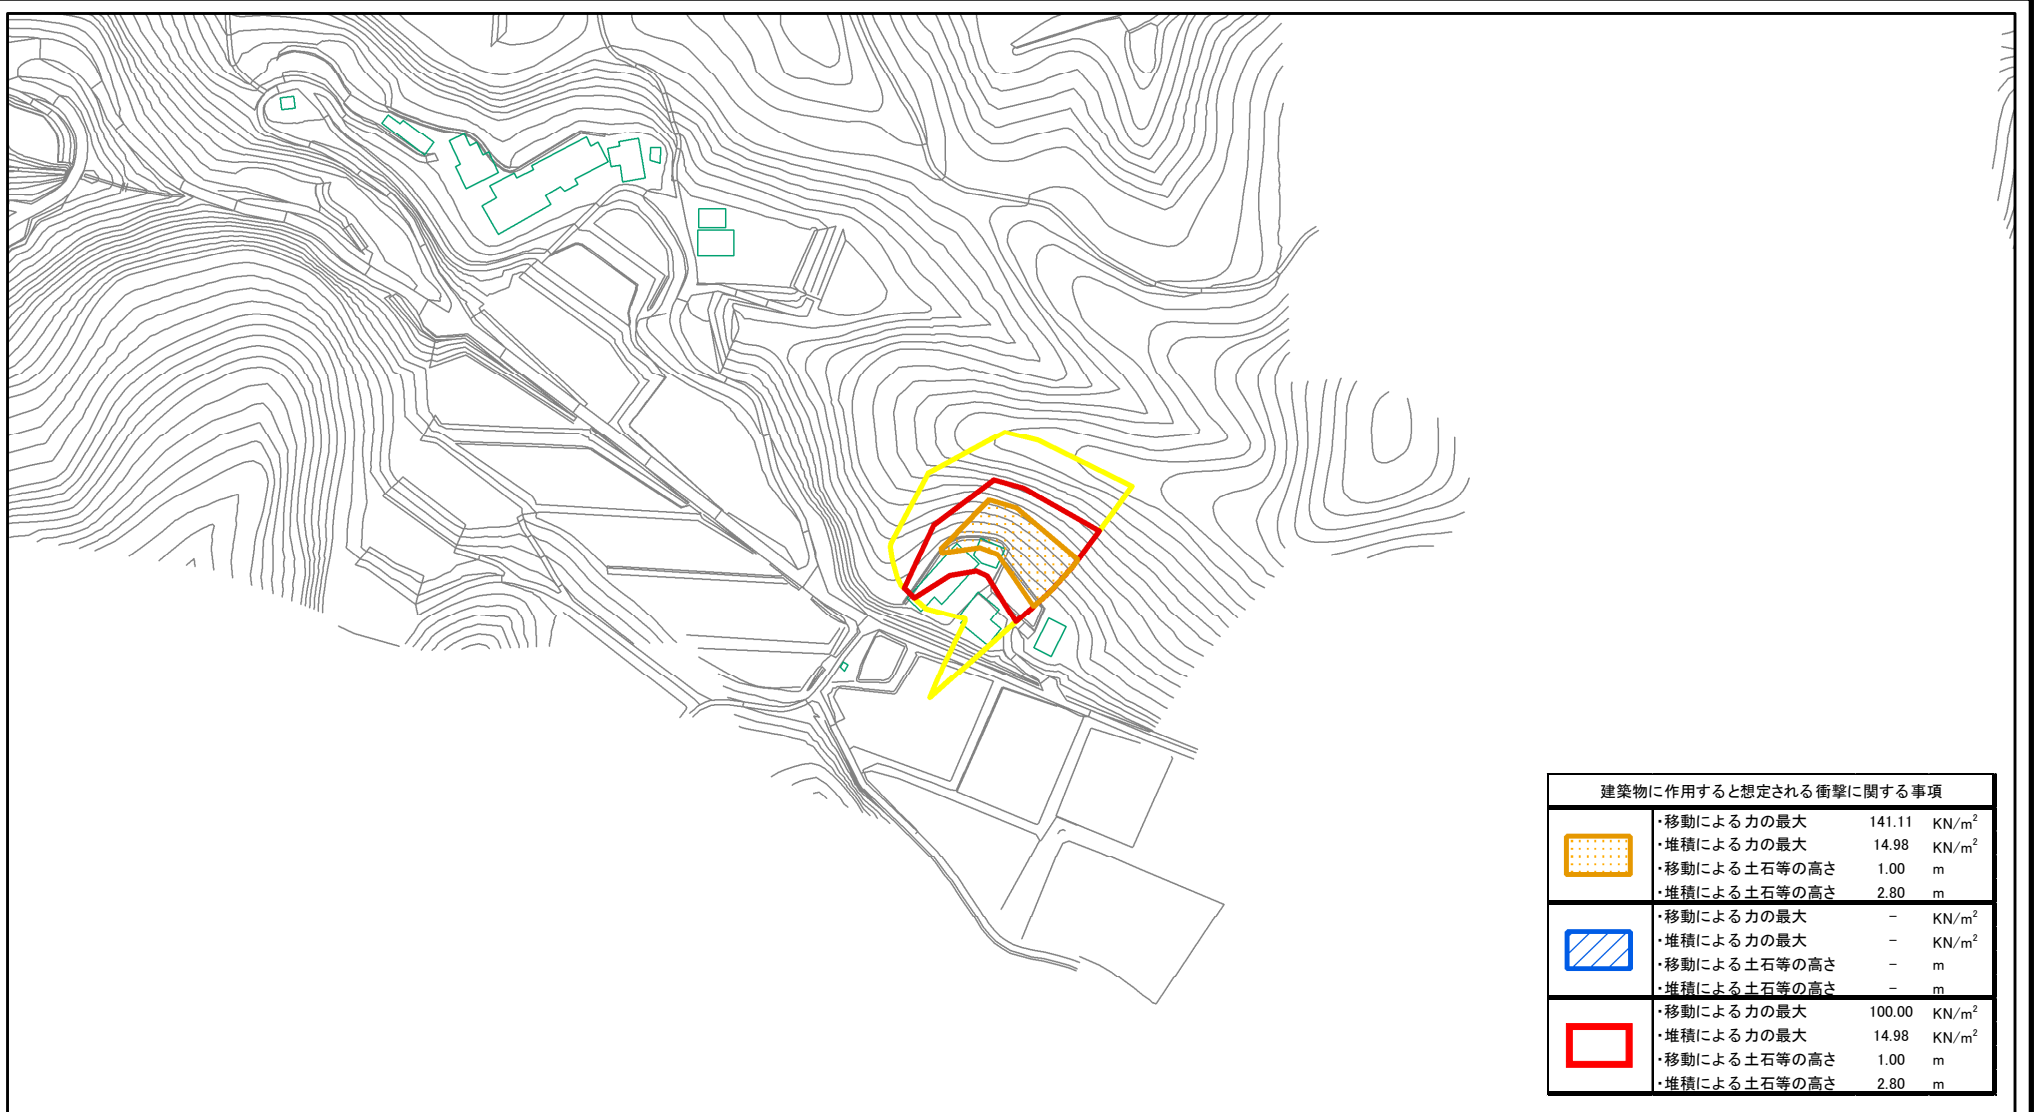 建築物に作用すると想定される衝撃に関する事項
・移動による力の最大 141.11 KN/m²
・堆積による力の最大 14.98 KN/m²
・移動による土石等の高さ 1.00 m
・堆積による土石等の高さ 2.80 m
・移動による力の最大 － KN/m²
・堆積による力の最大 － KN/m²
・移動による土石等の高さ － m
・堆積による土石等の高さ － m
・移動による力の最大 100.00 KN/m²
・堆積による力の最大 14.98 KN/m²
・移動による土石等の高さ 1.00 m
・堆積による土石等の高さ 2.80 m